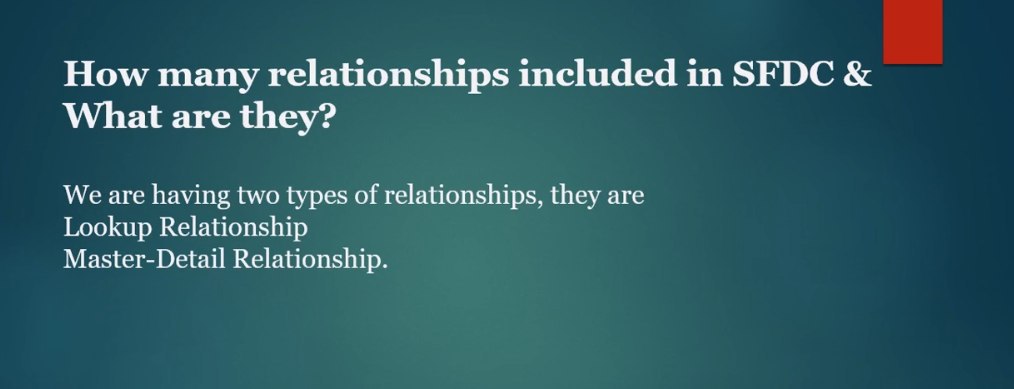 How many relationships included in SFDC &
What are they?
We are having two types of relationships, they are
Lookup Relationship
Master-Detail Relationship.